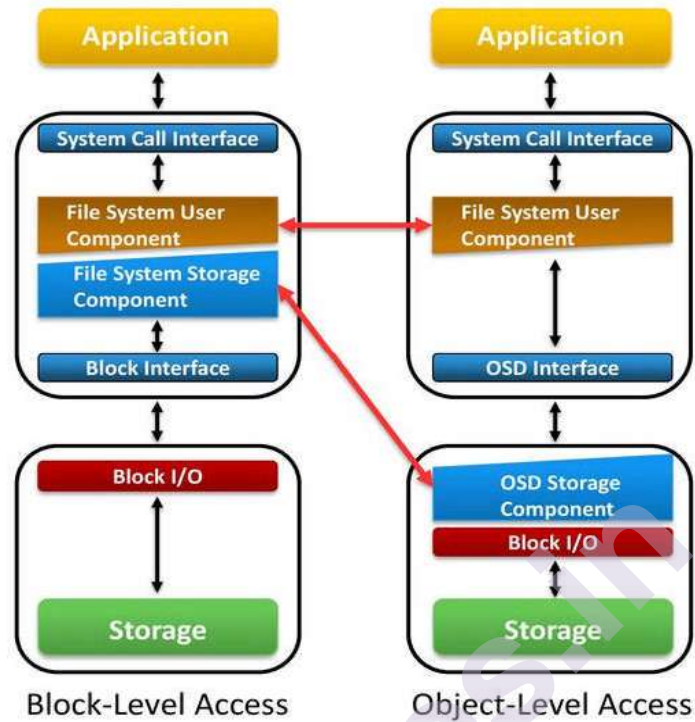 Application
System Call Interface
File System User
Component
File System Storage
Component
Block Interface
Block I/O
Storage
Block-Level Access
Application
System Call Interface
File System User
Component
OSD Interface
OSD Storage
Component
Block I/O
Storage
Object-Level Access